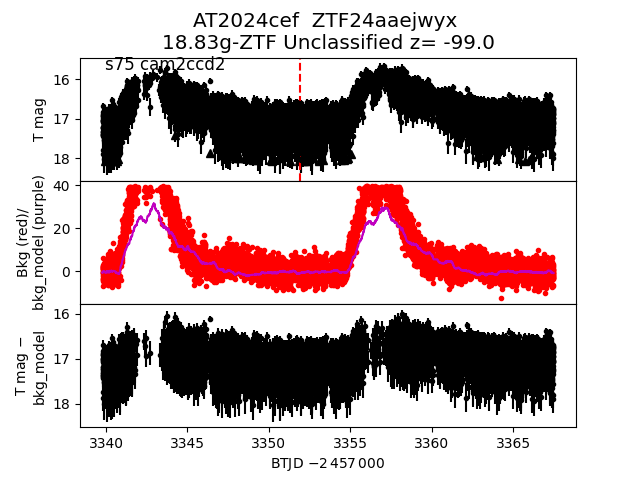 AT2024cef  ZTF24aaejwyx
18.83g-ZTF Unclassified z= -99.0
s75 cam2ccd2
16
17
18
T mag
40
20
0
Bkg (red)/
bkg_model (purple)
16
17
18
T mag −
bkg_model
3340
3345
3350
3355
3360
3365
BTJD −2 457 000